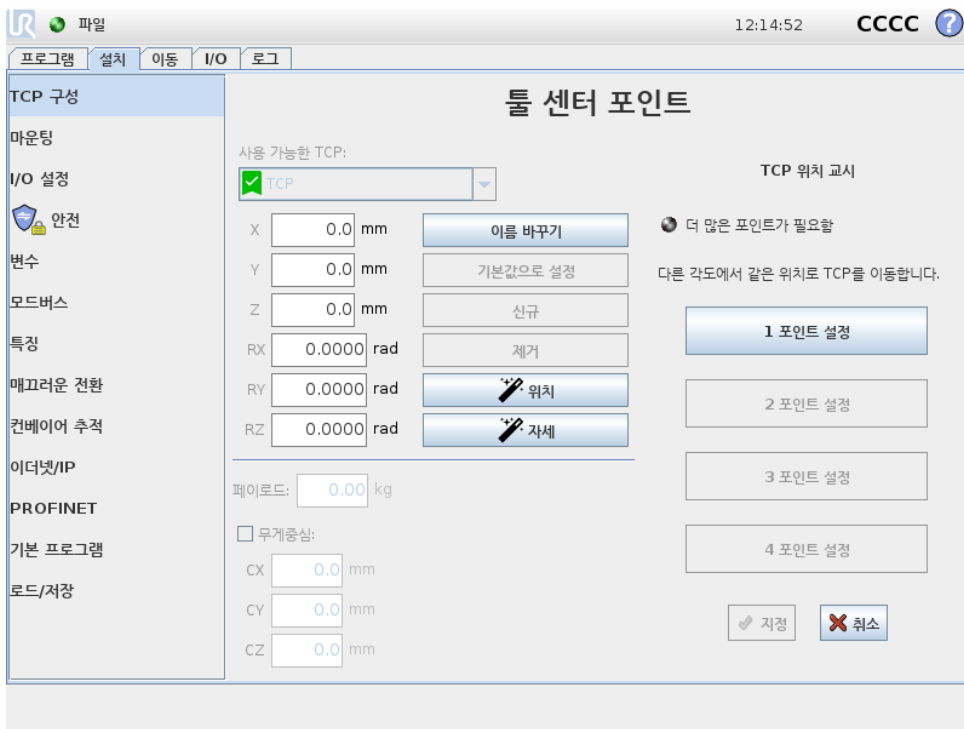 UR 파일 12:14:52 CCCC ?
프로그램 설치 이동 I/O 로그
TCP 구성
마운팅
I/O 설정
안전
변수
모드버스
특징
매끄러운 전환
컨베이어 추적
이더넷/IP
PROFINET
기본 프로그램
로드/저장
툴 센터 포인트
사용 가능한 TCP:
TCP
X 0.0 mm 이름 바꾸기
Y 0.0 mm 기본값으로 설정
Z 0.0 mm 신규
RX 0.0000 rad 제거
RY 0.0000 rad 위치
RZ 0.0000 rad 자세
페이로드: 0.00 kg
무게중심:
CX 0.0 mm
CY 0.0 mm
CZ 0.0 mm
TCP 위치 교시
더 많은 포인트가 필요함
다른 각도에서 같은 위치로 TCP를 이동합니다.
1 포인트 설정
2 포인트 설정
3 포인트 설정
4 포인트 설정
지정 취소